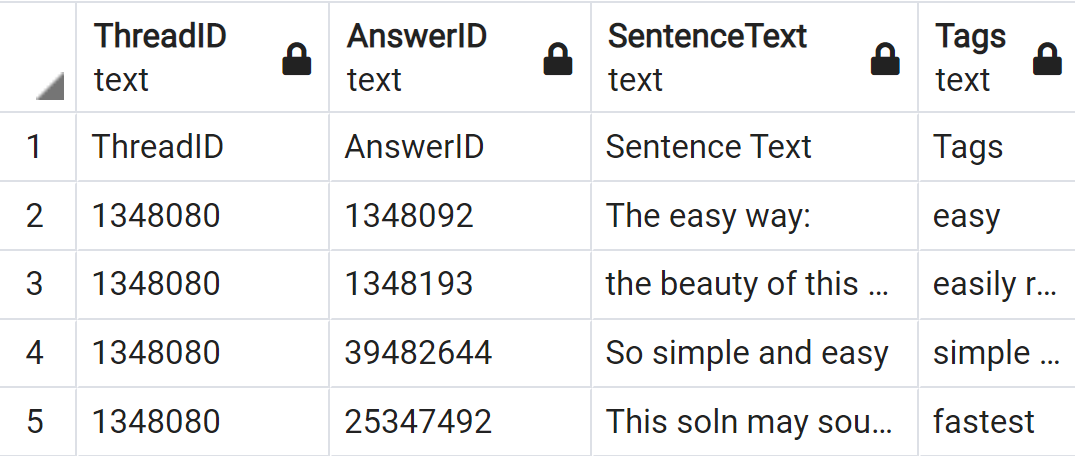 ThreadID AnswerID SentenceText Tags
text text text text
1 ThreadID AnswerID Sentence Text Tags
2 1348080 1348092 The easy way: easy
3 1348080 1348193 the beauty of this ... easily r...
4 1348080 39482644 So simple and easy simple ...
5 1348080 25347492 This soln may sou... fastest